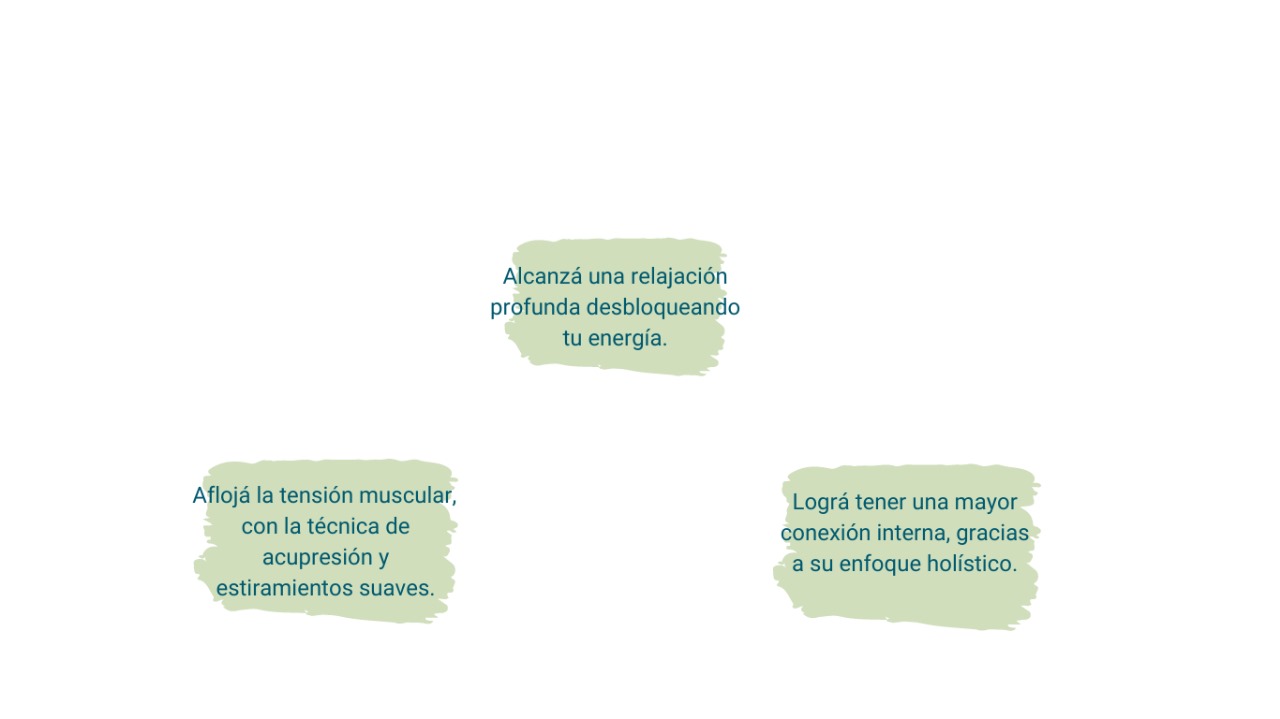 Alcanzá una relajación
profunda desbloqueando
tu energía.
Aflojá la tensión muscular,
con la técnica de
acupresión y
estiramientos suaves.
Lográ tener una mayor
conexión interna, gracias
a su enfoque holístico.